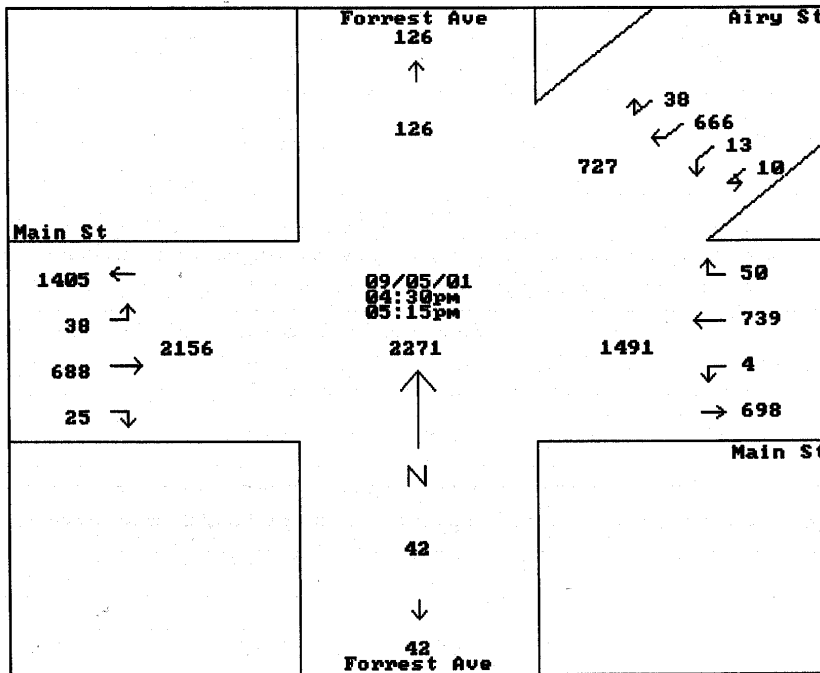 Forrest Ave
Airy St
126
38
126
666
13
727
10
Main St
1405
09/05/01
50
04:30pm
38
05:15pm
739
2156
2271
1491
688
4
25
698
Main St
N
42
42
Forrest Ave